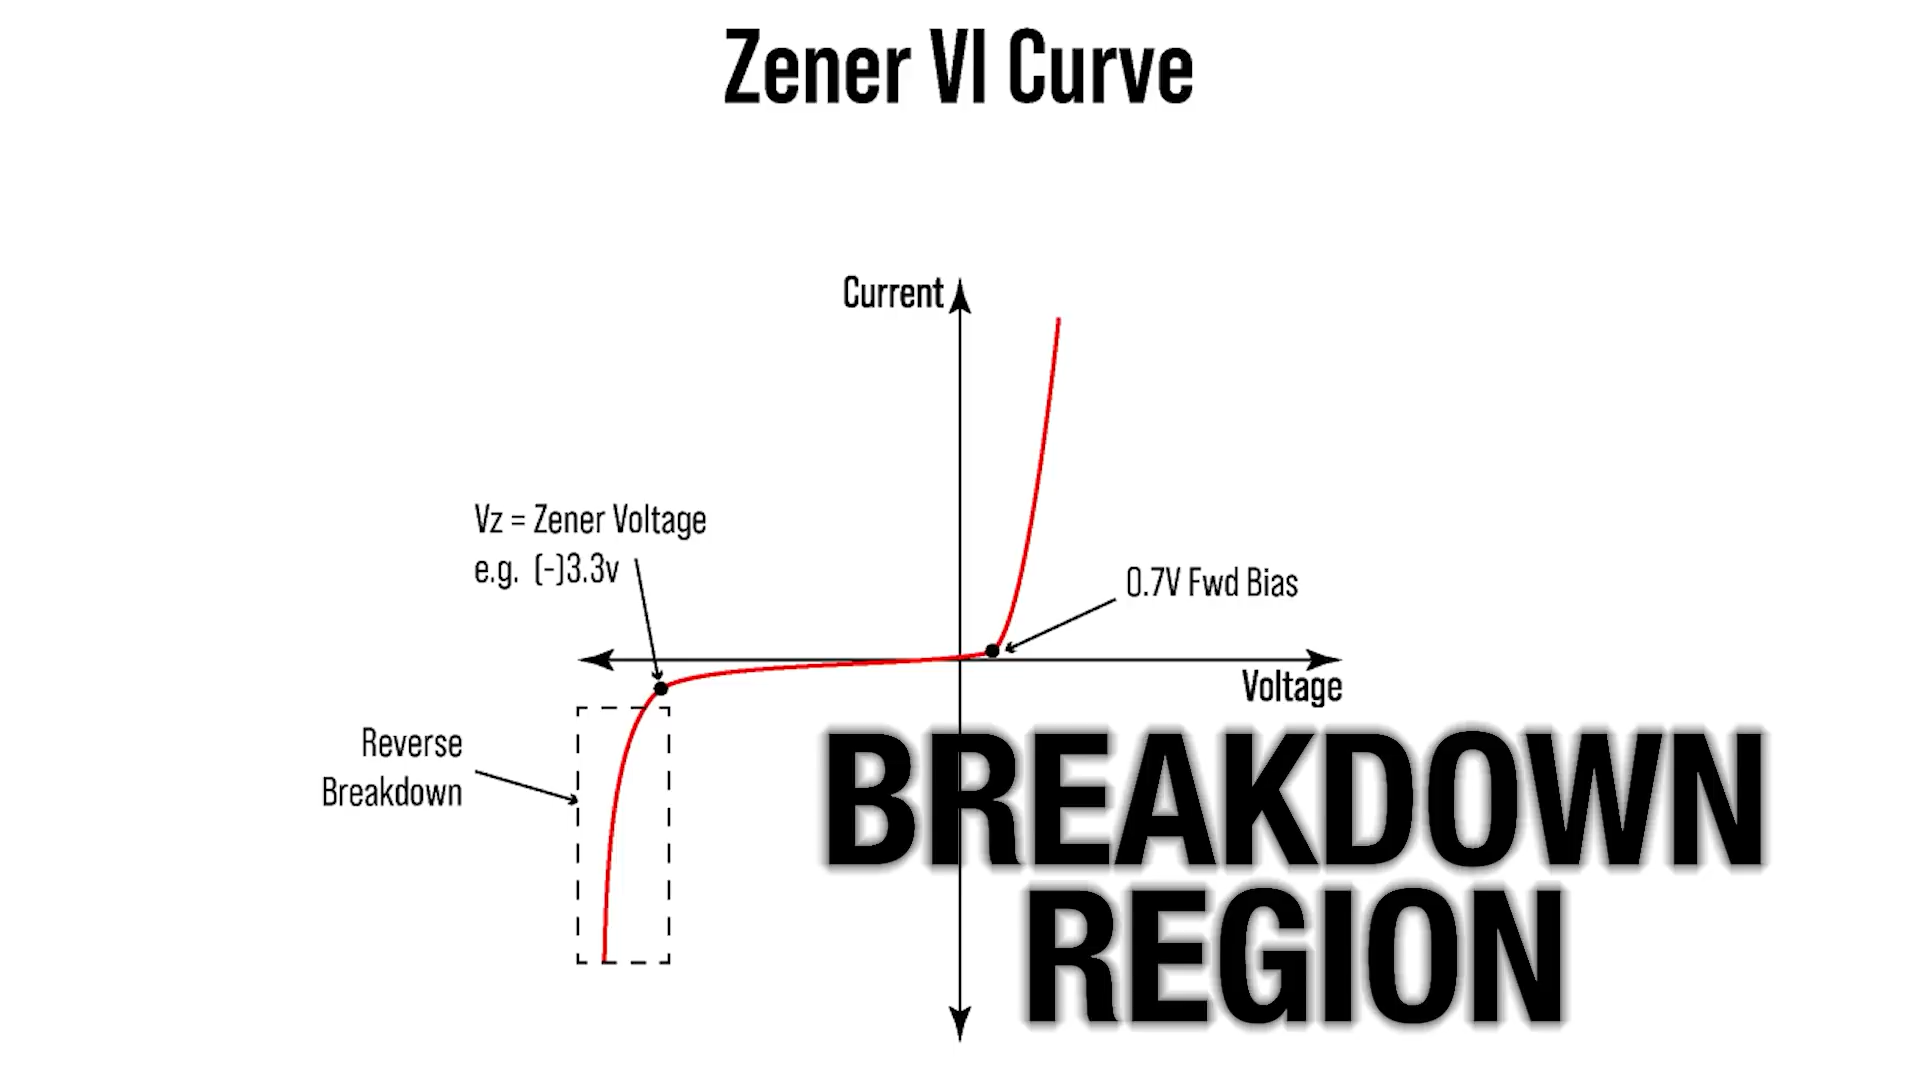 Zener VI Curve
Current
Vz = Zener Voltage
e.g. (-)3.3v
0.7V Fwd Bias
Voltage
Reverse
Breakdown
BREAKDOWN
REGION